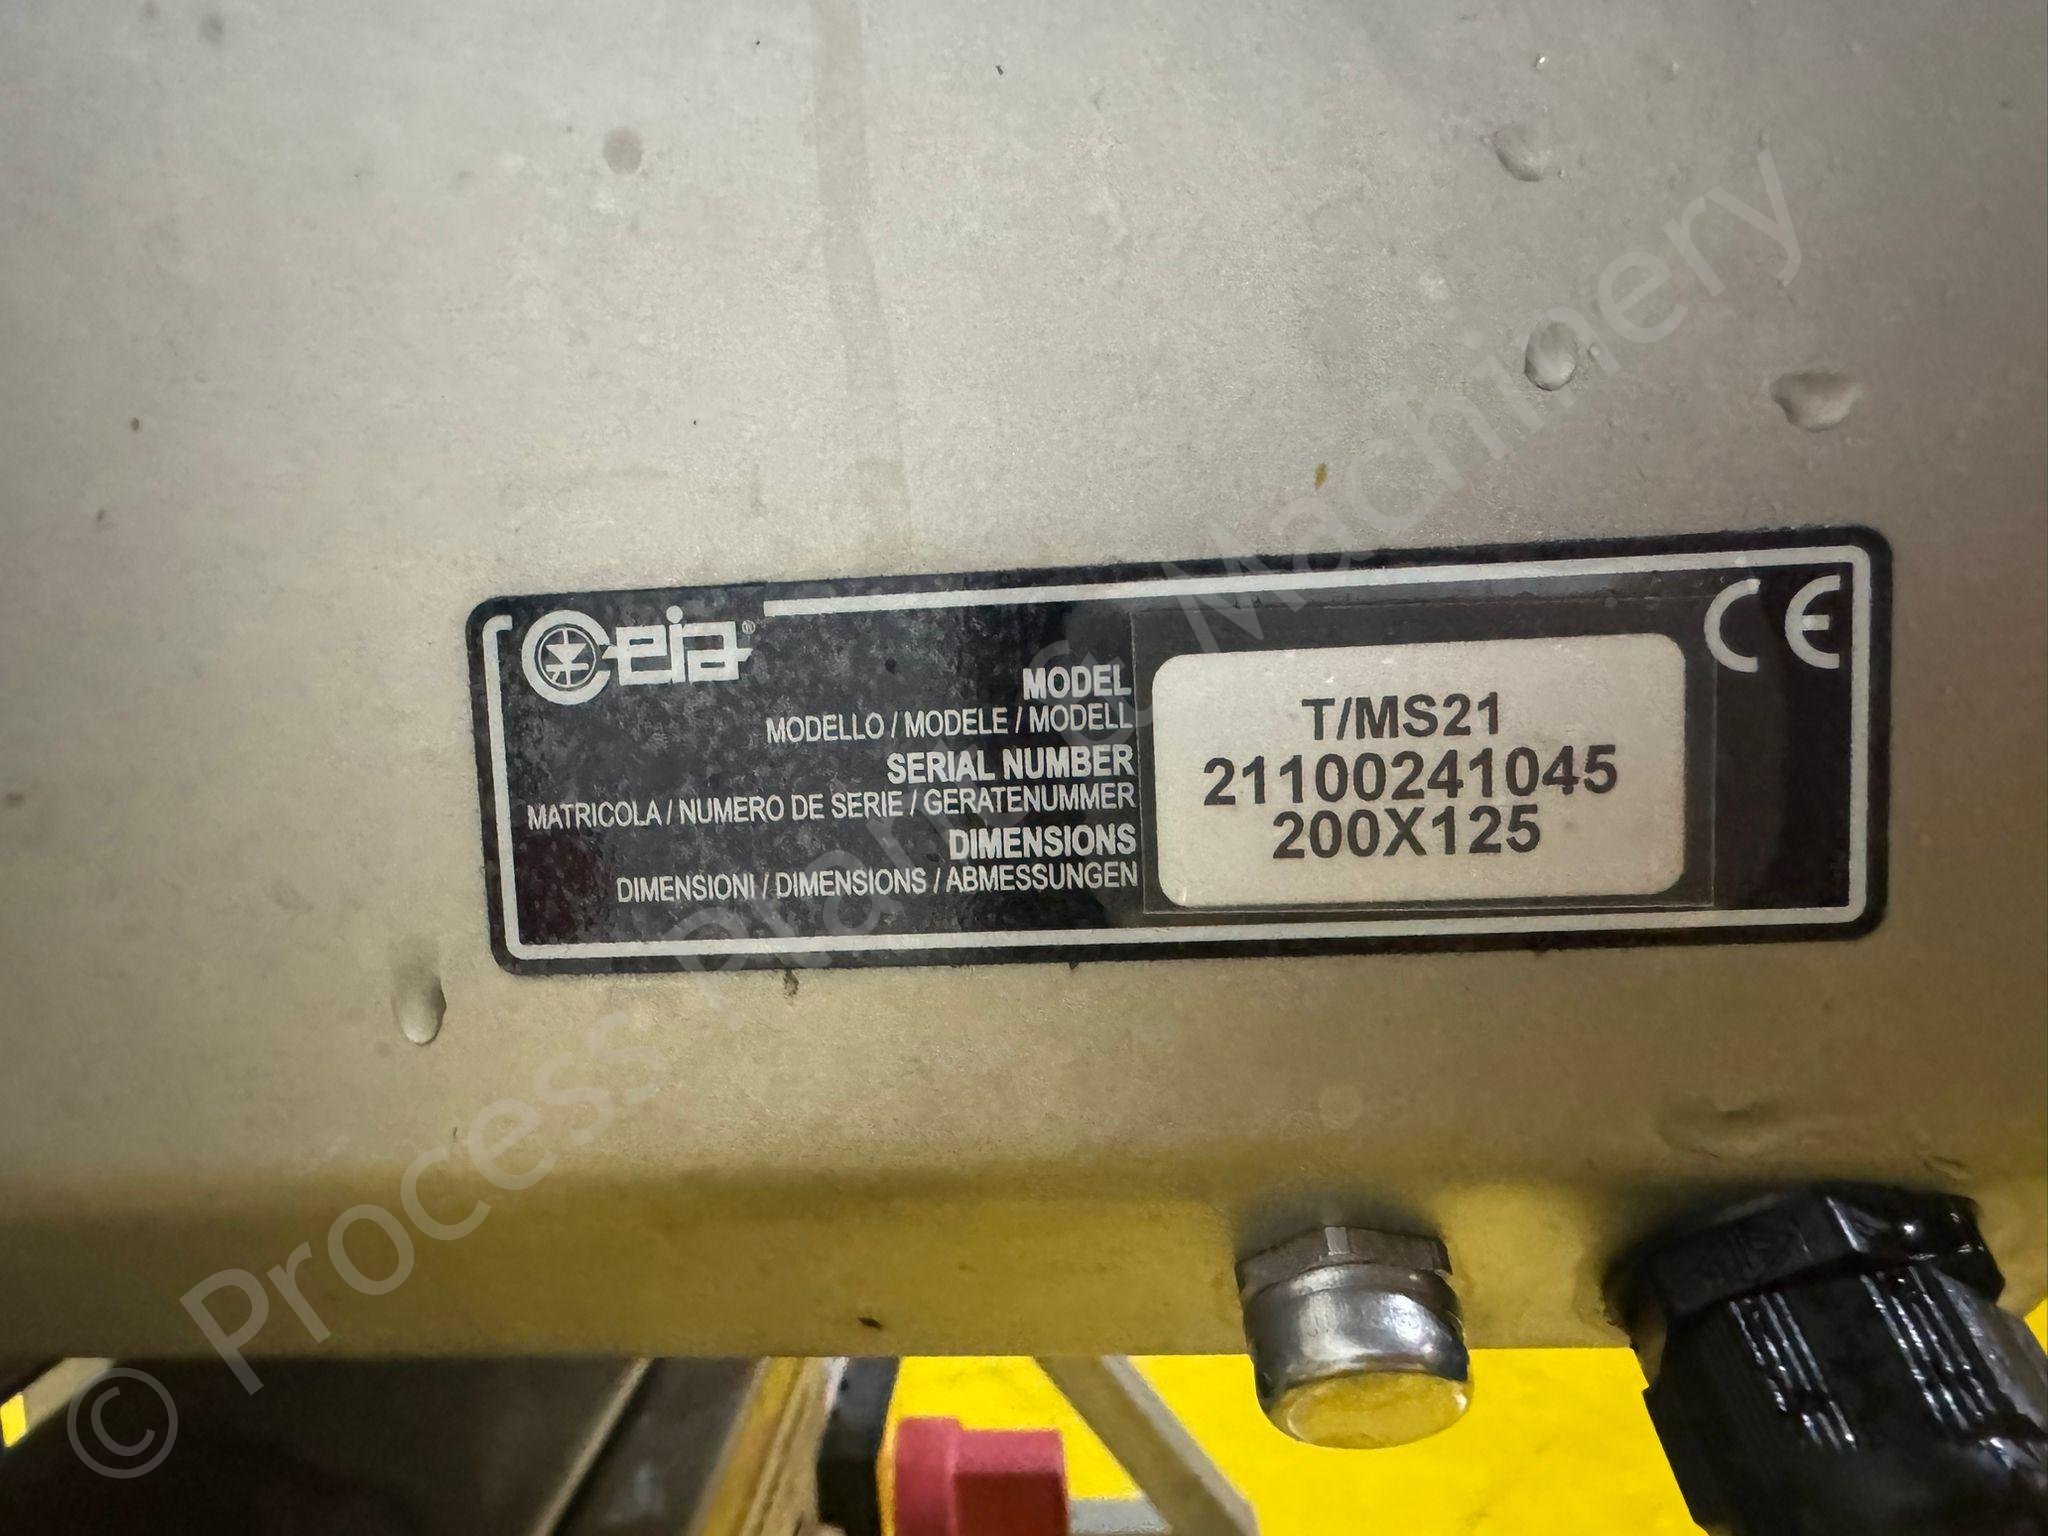 Ceia®
CE
MODEL
T/MS21
MODELLO / MODELE / MODELL
SERIAL NUMBER
21100241045
MATRICOLA / NUMERO DE SERIE / GERATENUMMER
DIMENSIONS
200X125
DIMENSIONI / DIMENSIONS / ABMESSUNGEN
© Process Plant & Machinery